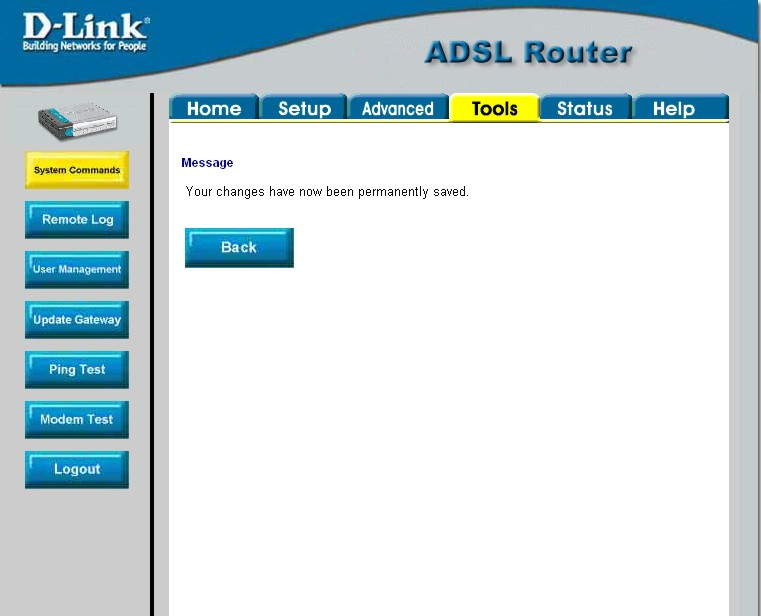 D-Link®
Building Networks for People
ADSL Router
Home Setup Advanced Tools Status Help
System Commands
Remote Log
User Management
Update Gateway
Ping Test
Modem Test
Logout
Message
Your changes have now been permanently saved.
Back